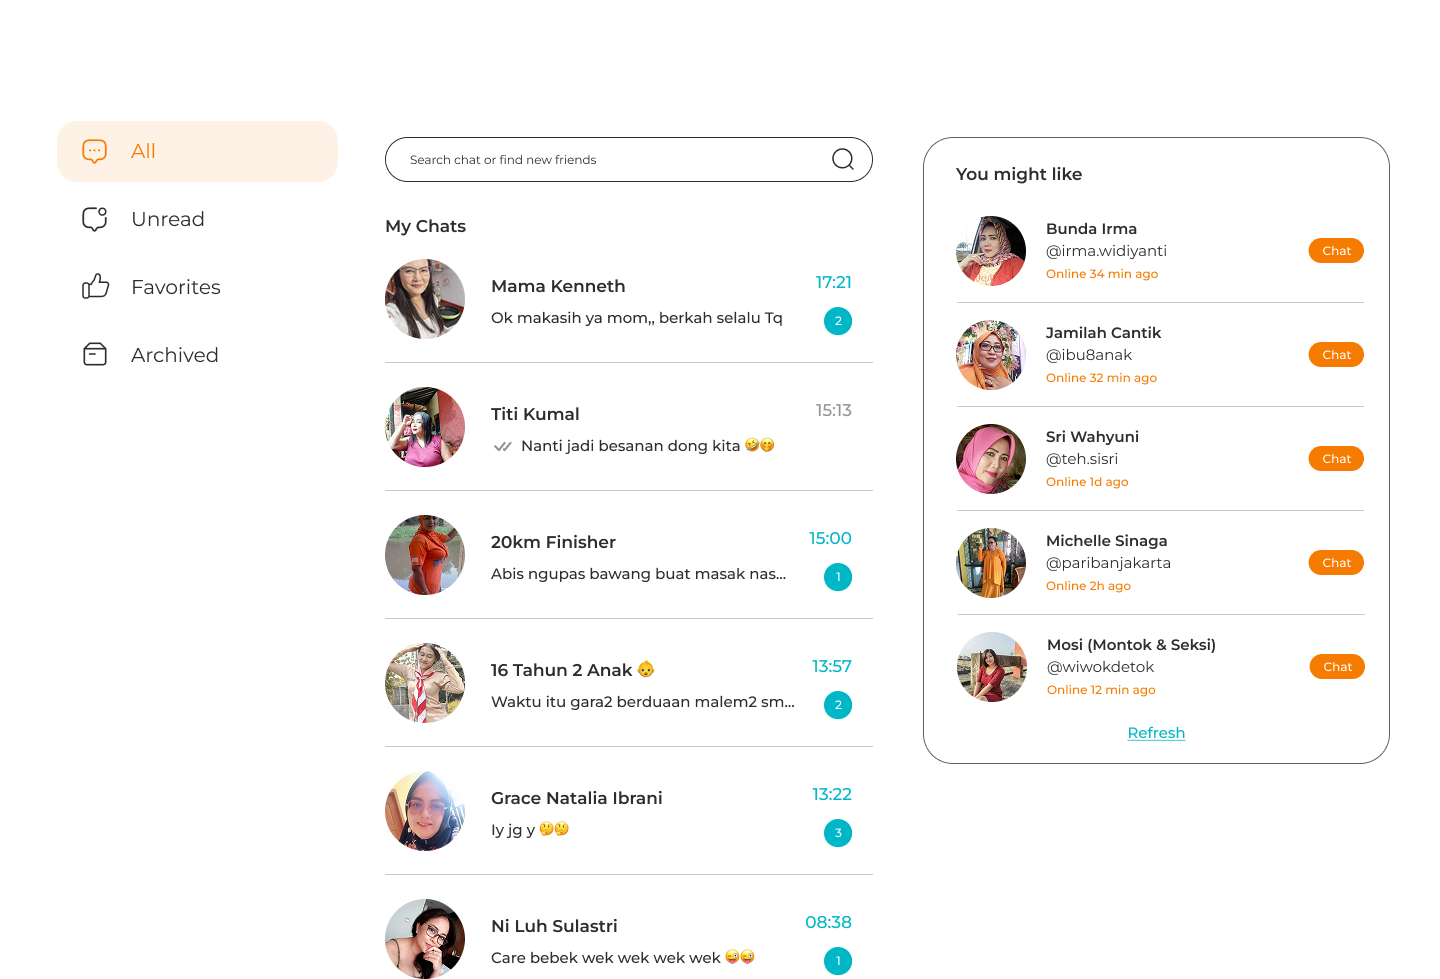 All
Unread
Favorites
Archived
Search chat or find new friends
My Chats
Mama Kenneth
17:21
Ok makasih ya mom,, berkah selalu Tq
2
Titi Kumal
15:13
Nanti jadi besanan dong kita 🤣🤭
20km Finisher
15:00
Abis ngupas bawang buat masak nas...
1
16 Tahun 2 Anak 👶
13:57
Waktu itu gara2 berduaan malem2 sm...
2
Grace Natalia Ibrani
13:22
Iy jg y 🤔🤔
3
Ni Luh Sulastri
08:38
Care bebek wek wek wek wek 😜😜
1
You might like
Bunda Irma
@irma.widiyanti
Online 34 min ago
Chat
Jamilah Cantik
@ibu8anak
Online 32 min ago
Chat
Sri Wahyuni
@teh.sisri
Online 1d ago
Chat
Michelle Sinaga
@paribanjakarta
Online 2h ago
Chat
Mosi (Montok & Seksi)
@wiwokdetok
Online 12 min ago
Chat
Refresh